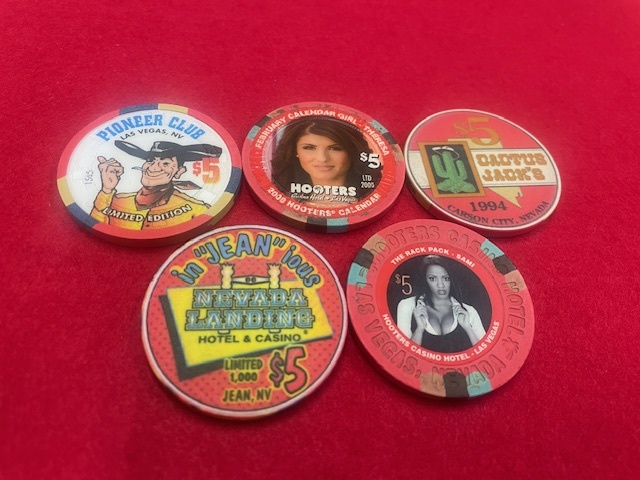 PIONEER CLUB
LAS VEGAS, NV
$5
LIMITED EDITION
FEBRUARY CALENDAR GIRL - THERESA
$5
LTD
2000
HOOTERS
2008 HOOTERS® CALENDAR
$5
CACTUS
JACK'S
1994
CARSON CITY, NEVADA
in "JEAN" ious
NEVADA
LANDING
HOTEL & CASINO
LIMITED
1,000
$5
JEAN, NV
HOOTERS CASINO HOTEL
THE RACK PACK - SAMI
$5
HOOTERS CASINO HOTEL - LAS VEGAS
VEGAS, NEVADA